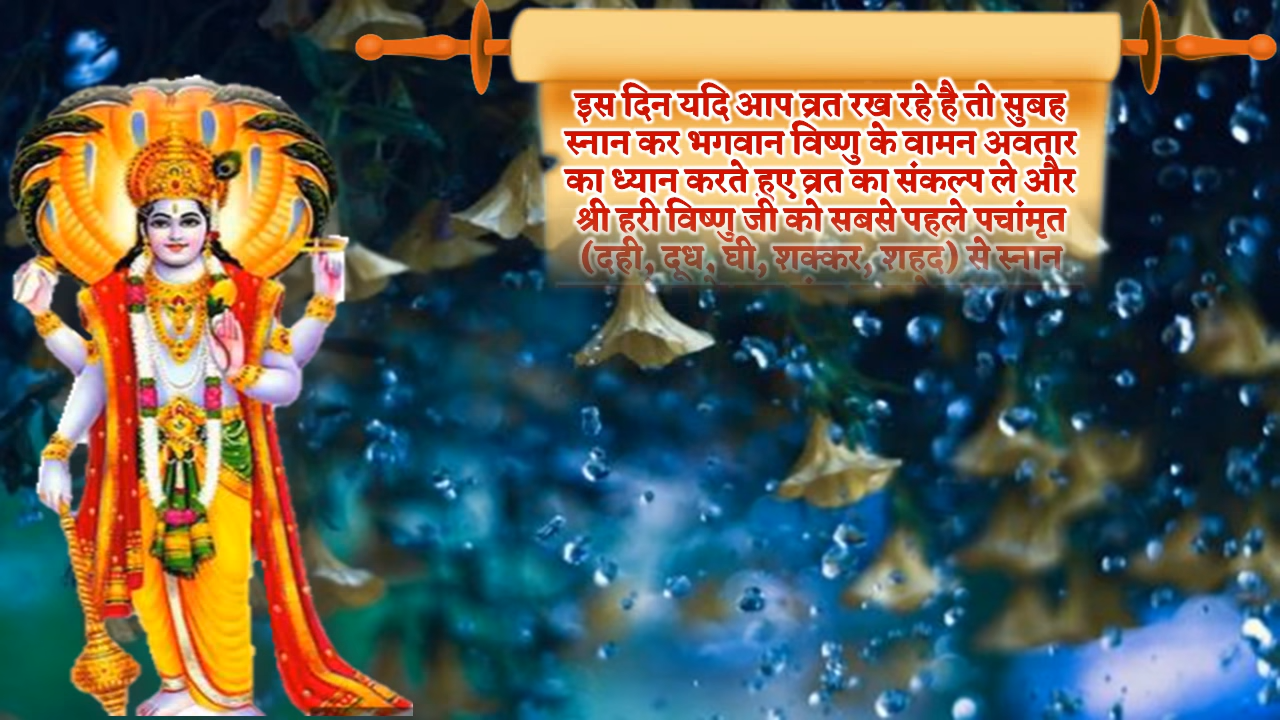 इस दिन यदि आप व्रत रख रहे है तो सुबह
स्नान कर भगवान विष्णु के वामन अवतार
का ध्यान करते हुए व्रत का संकल्प ले और
श्री हरी विष्णु जी को सबसे पहले पचांमृत
(दही, दूध, घी, शक्कर, शहद) से स्नान